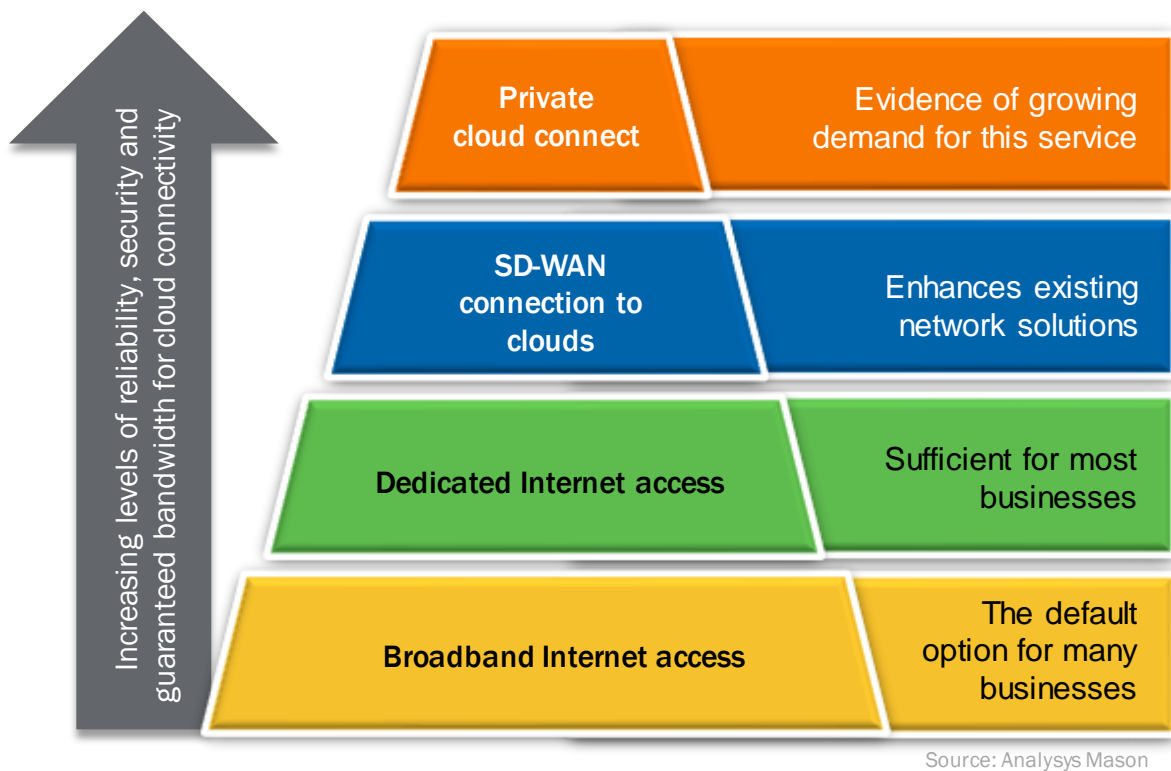 Increasing levels of reliability, security and
guaranteed bandwidth for cloud connectivity
Private
cloud connect
Evidence of growing
demand for this service
SD-WAN
connection to
clouds
Enhances existing
network solutions
Dedicated Internet access
Sufficient for most
businesses
Broadband Internet access
The default
option for many
businesses
Source: Analysys Mason